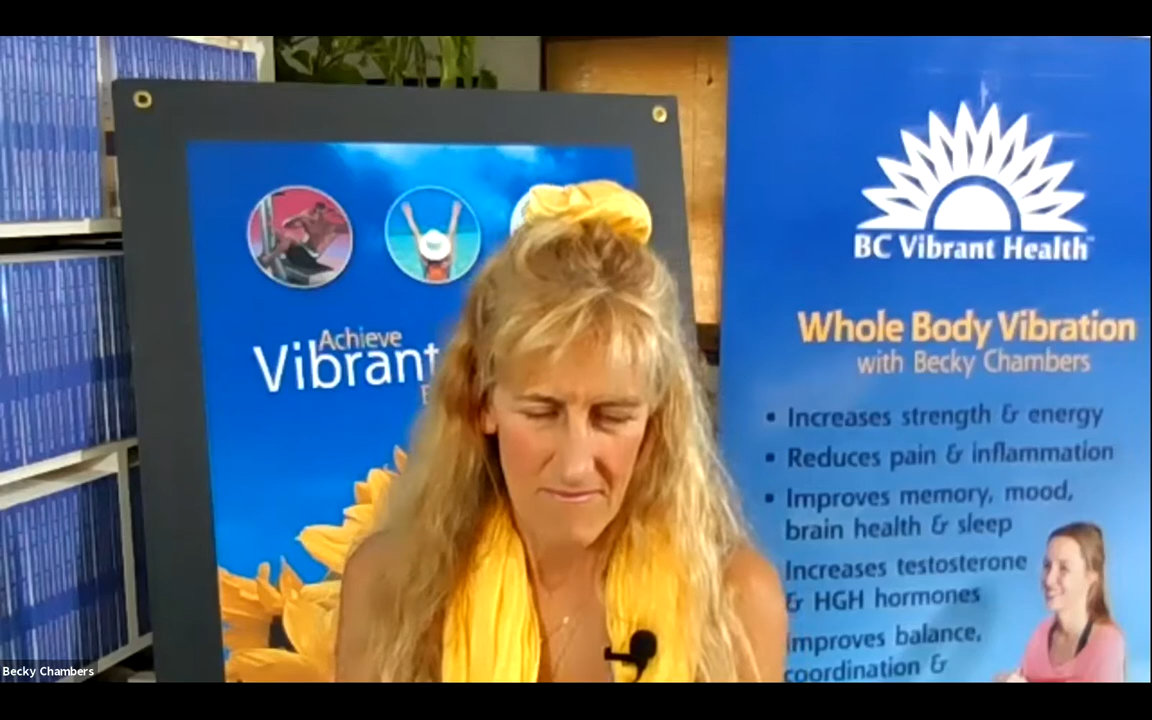 Achieve
Vibrant
BC Vibrant Health
Whole Body Vibration
with Becky Chambers
• Increases strength & energy
• Reduces pain & inflammation
• Improves memory, mood,
brain health & sleep
Increases testosterone
& HGH hormones
Improves balance,
coordination &
Becky Chambers